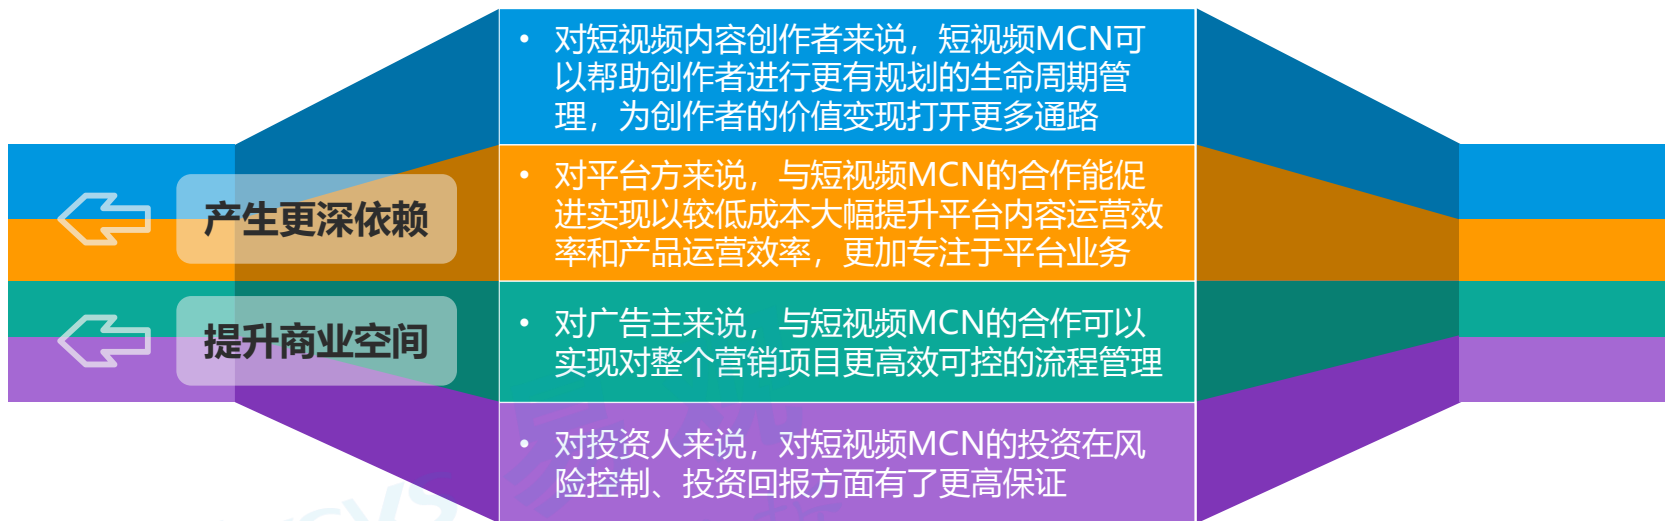 • 对短视频内容创作者来说，短视频MCN可
以帮助创作者进行更有规划的生命周期管
理，为创作者的价值变现打开更多通路
• 对平台方来说，与短视频MCN的合作能促
进实现以较低成本大幅提升平台内容运营效
率和产品运营效率，更加专注于平台业务
产生更深依赖
• 对广告主来说，与短视频MCN的合作可以
实现对整个营销项目更高效可控的流程管理
提升商业空间
• 对投资人来说，对短视频MCN的投资在风
险控制、投资回报方面有了更高保证
易观